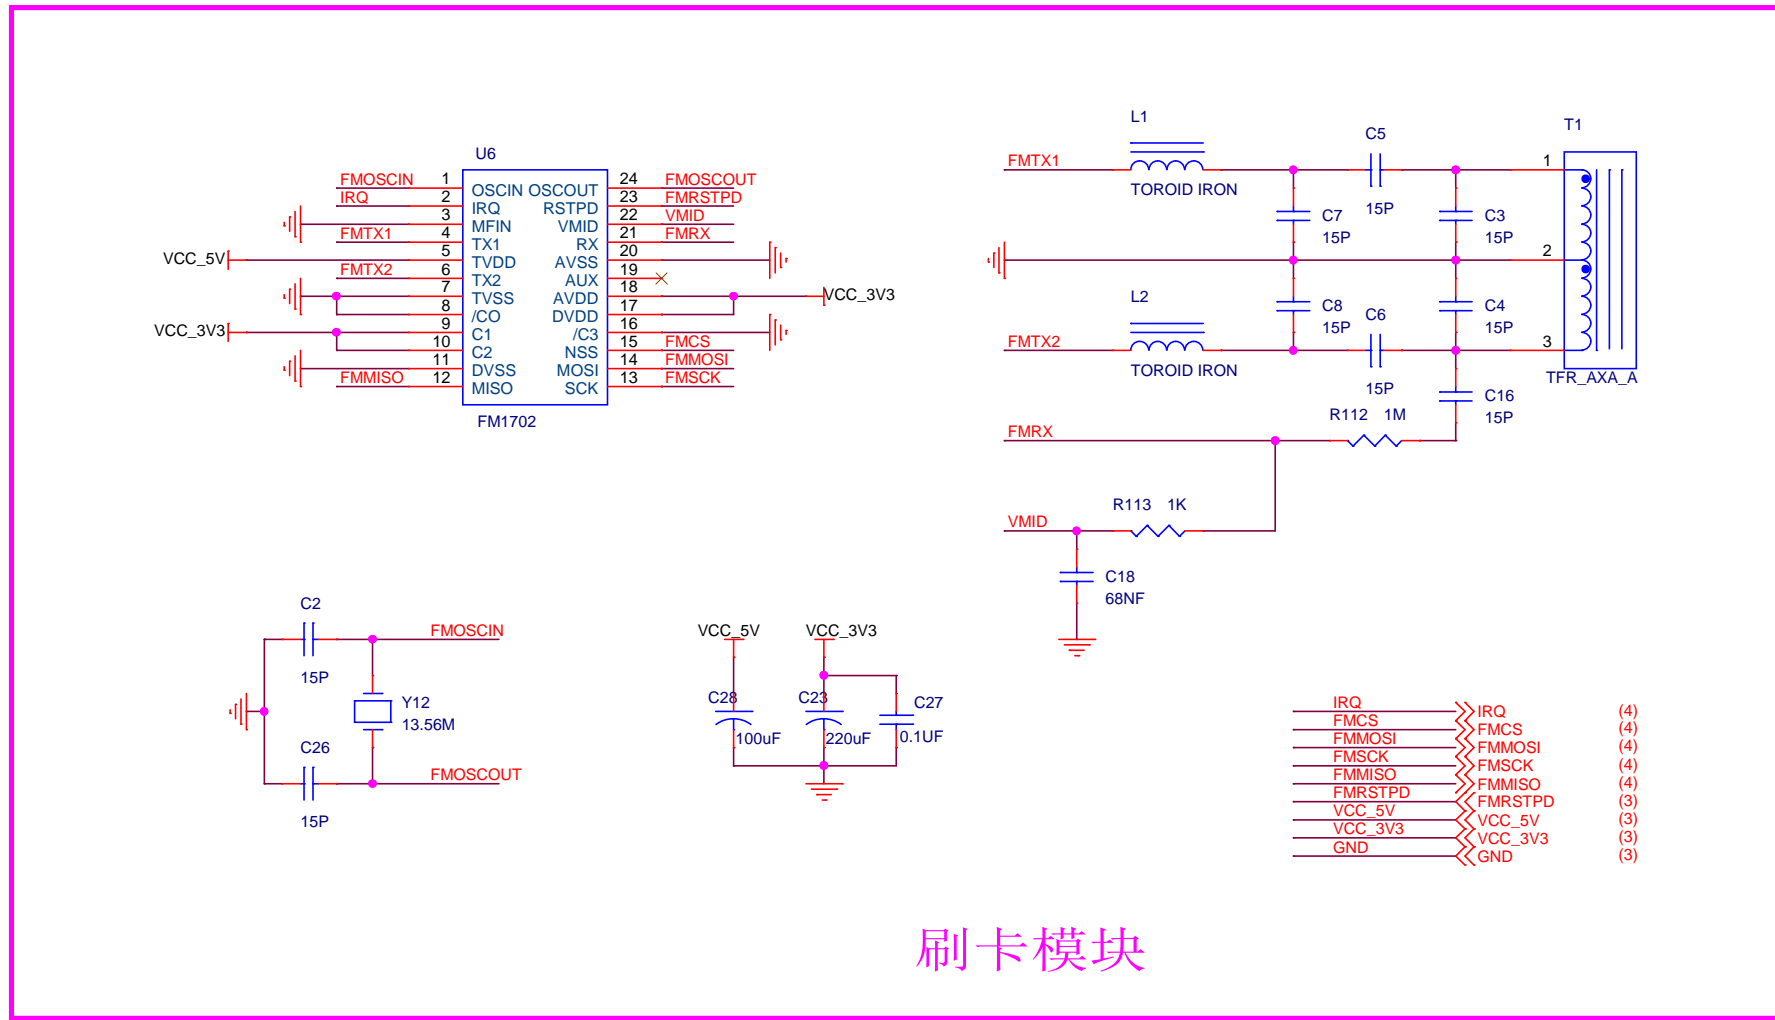 U6
FMOSCIN 1 OSCIN OSCOUT 24 FMOSCOUT
IRQ 2 IRQ RSTPD 23 FMRSTPD
3 MFIN VMID 22 VMID
FMTX1 4 TX1 RX 21 FMRX
VCC_5V 5 TVDD AVSS 20
FMTX2 6 TX2 AUX 19
7 TVSS AVDD 18 VCC_3V3
8 /CO DVDD 17
VCC_3V3 9 C1 /C3 16
10 C2 NSS 15 FMCS
11 DVSS MOSI 14 FMMOSI
FMMISO 12 MISO SCK 13 FMSCK
FM1702
L1
C5
T1
FMTX1
1
TOROID IRON
15P
C7
15P
C3
15P
2
L2
C8
15P
C6
C4
15P
FMTX2
3
TOROID IRON
15P
TFR_AXA_A
C16
15P
R112 1M
FMRX
R113 1K
VMID
C18
68NF
C2
FMOSCIN
15P
Y12
13.56M
C26
FMOSCOUT
15P
VCC_5V
VCC_3V3
C28
100uF
C23
220uF
C27
0.1UF
IRQ IRQ (4)
FMCS FMCS (4)
FMMOSI FMMOSI (4)
FMSCK FMSCK (4)
FMMISO FMMISO (4)
FMRSTPD FMRSTPD (3)
VCC_5V VCC_5V (3)
VCC_3V3 VCC_3V3 (3)
GND GND (3)
刷卡模块